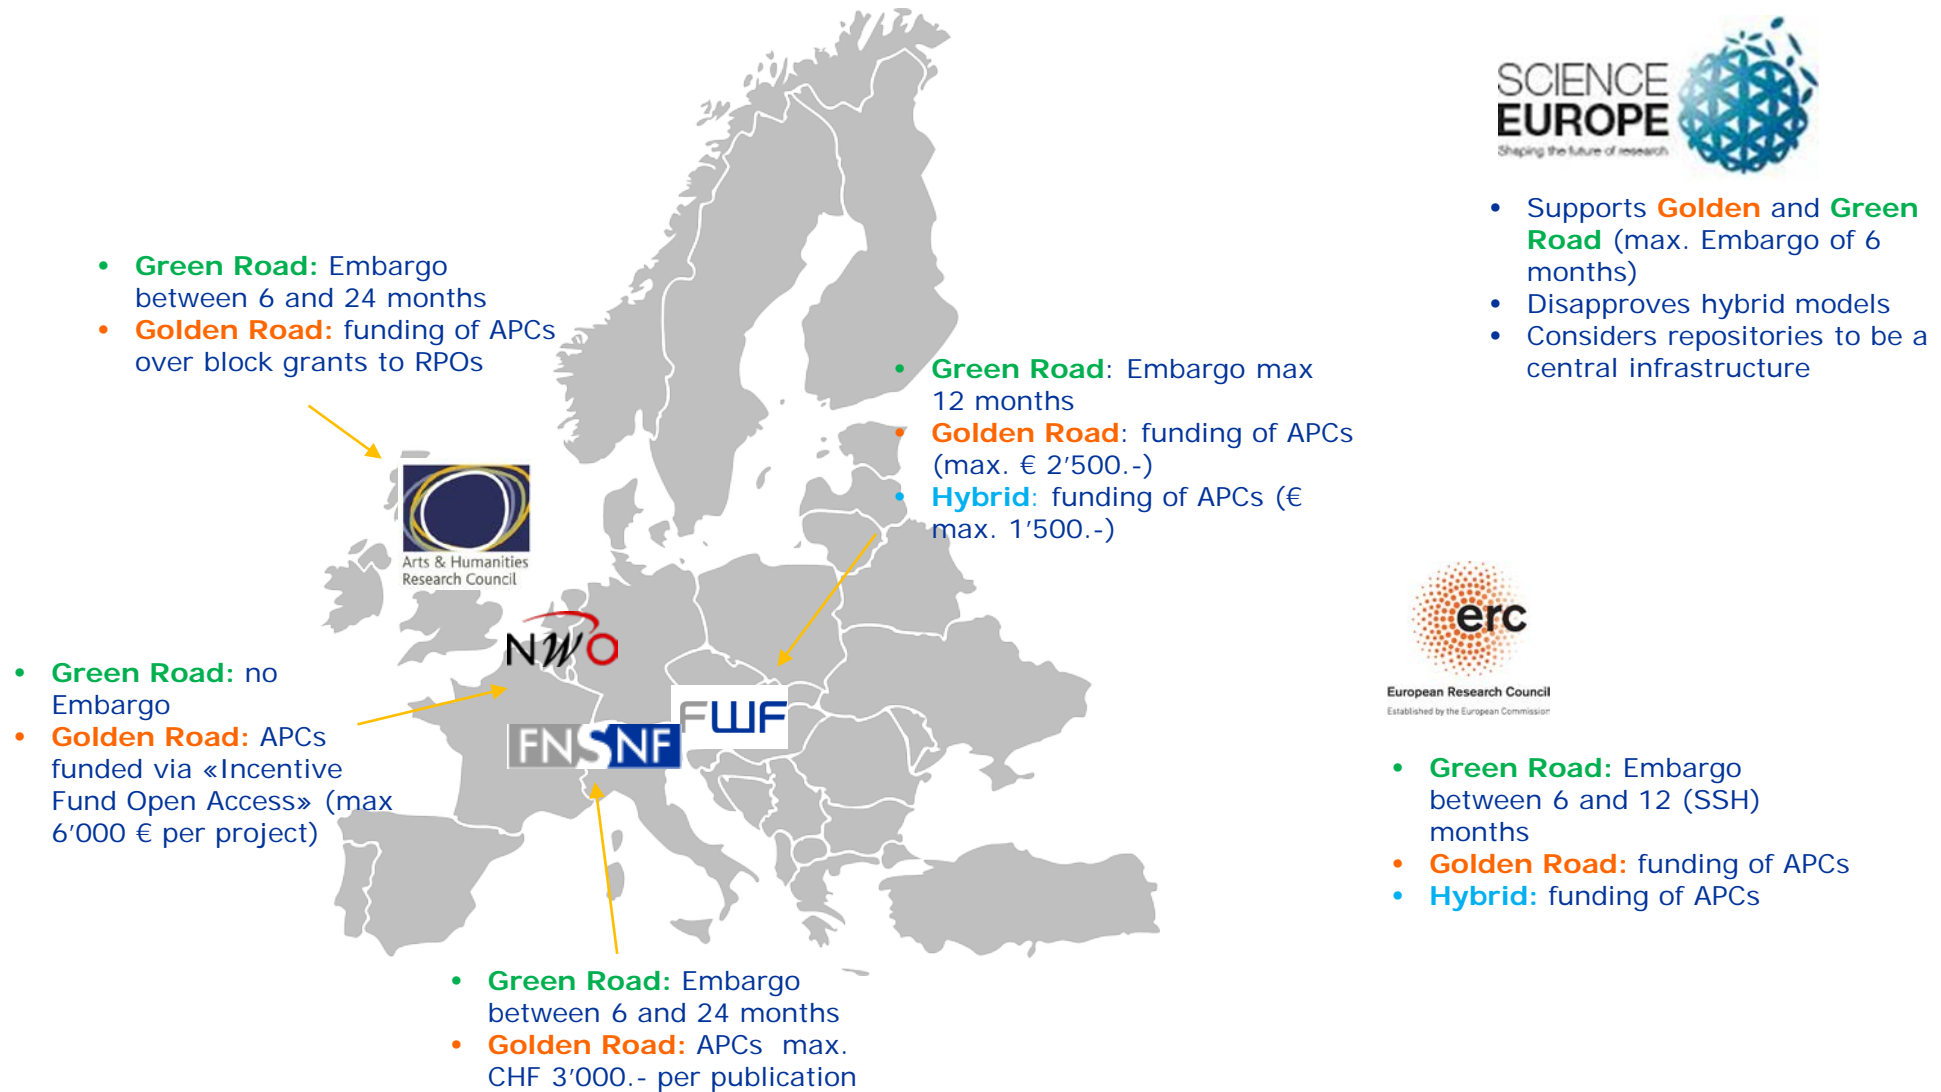 SCIENCE
EUROPE
Shaping the future of research
• Supports Golden and Green
Road (max. Embargo of 6
months)
• Disapproves hybrid models
• Considers repositories to be a
central infrastructure
• Green Road: Embargo
between 6 and 24 months
• Golden Road: funding of APCs
over block grants to RPOs
• Green Road: Embargo max
12 months
• Golden Road: funding of APCs
(max. € 2’500.-)
• Hybrid: funding of APCs (€
max. 1’500.-)
Arts & Humanities
Research Council
NWO
erc
European Research Council
Established by the European Commission
• Green Road: no
Embargo
• Golden Road: APCs
funded via «Incentive
Fund Open Access» (max
6’000 € per project)
FWF
FNSNF
• Green Road: Embargo
between 6 and 12 (SSH)
months
• Golden Road: funding of APCs
• Hybrid: funding of APCs
• Green Road: Embargo
between 6 and 24 months
• Golden Road: APCs max.
CHF 3’000.- per publication